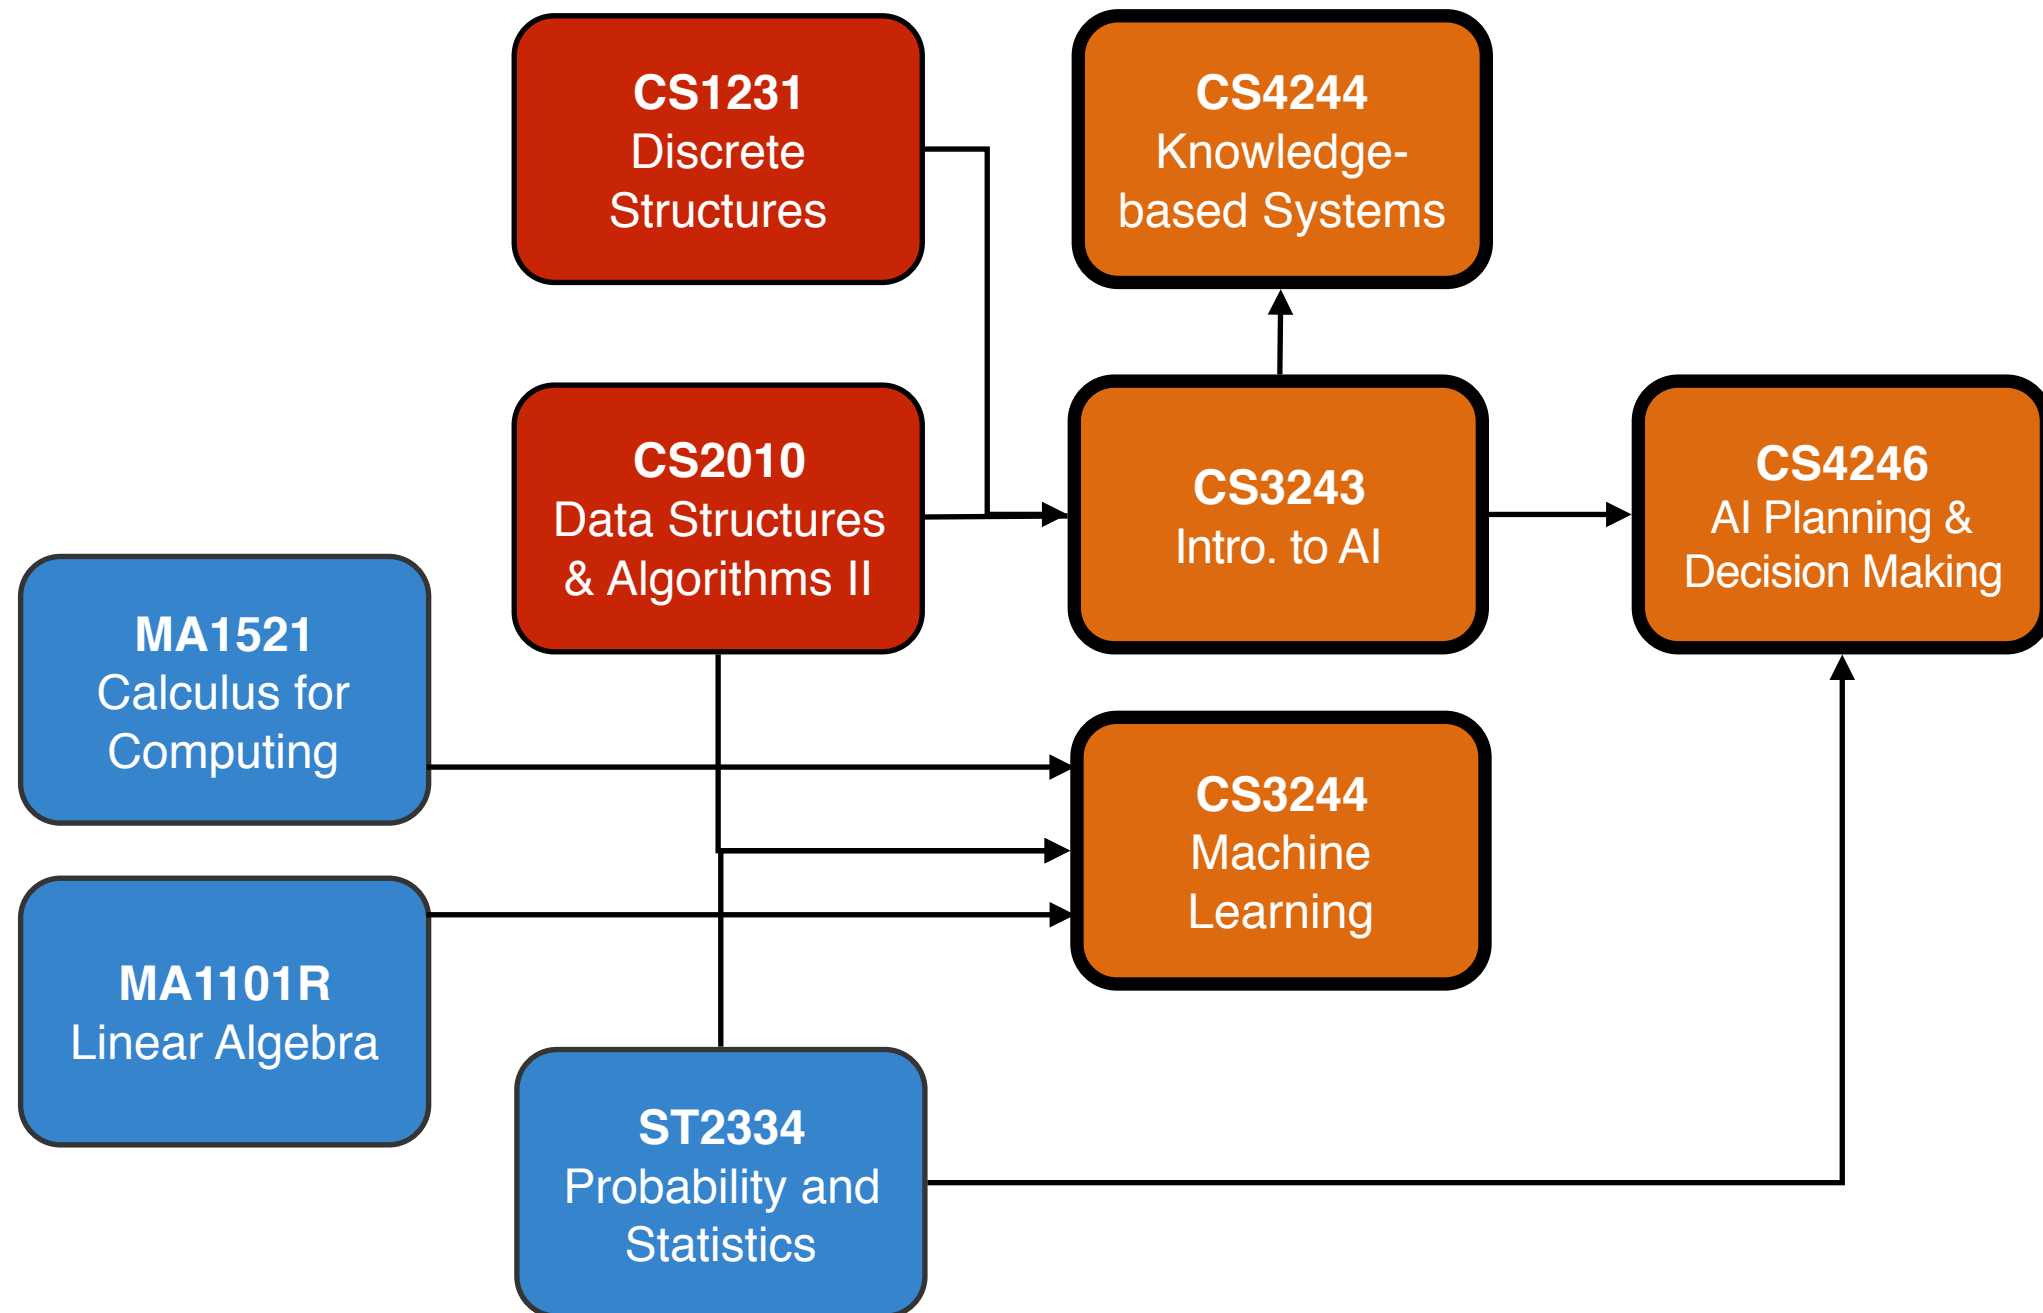 CS1231
Discrete
Structures
CS4244
Knowledge-
based Systems
CS2010
Data Structures
& Algorithms II
CS3243
Intro. to AI
CS4246
AI Planning &
Decision Making
MA1521
Calculus for
Computing
CS3244
Machine
Learning
MA1101R
Linear Algebra
ST2334
Probability and
Statistics